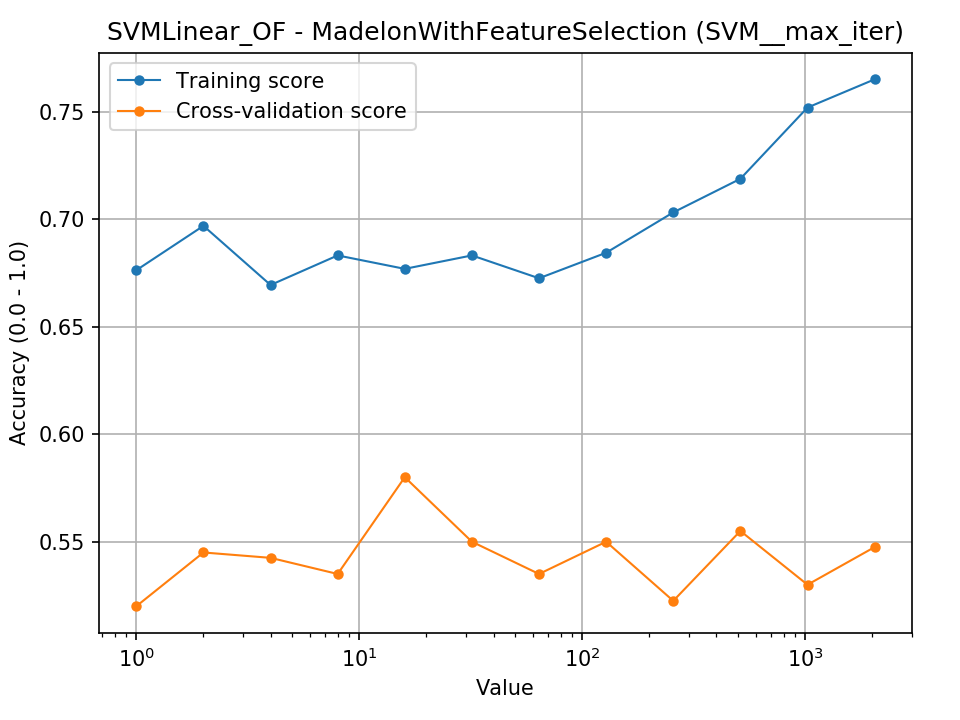 SVMLinear_OF - MadelonWithFeatureSelection (SVM__max_iter)
Training score
Cross-validation score
Accuracy (0.0 - 1.0)
0.75
0.70
0.65
0.60
0.55
10⁰ 10¹ 10² 10³
Value